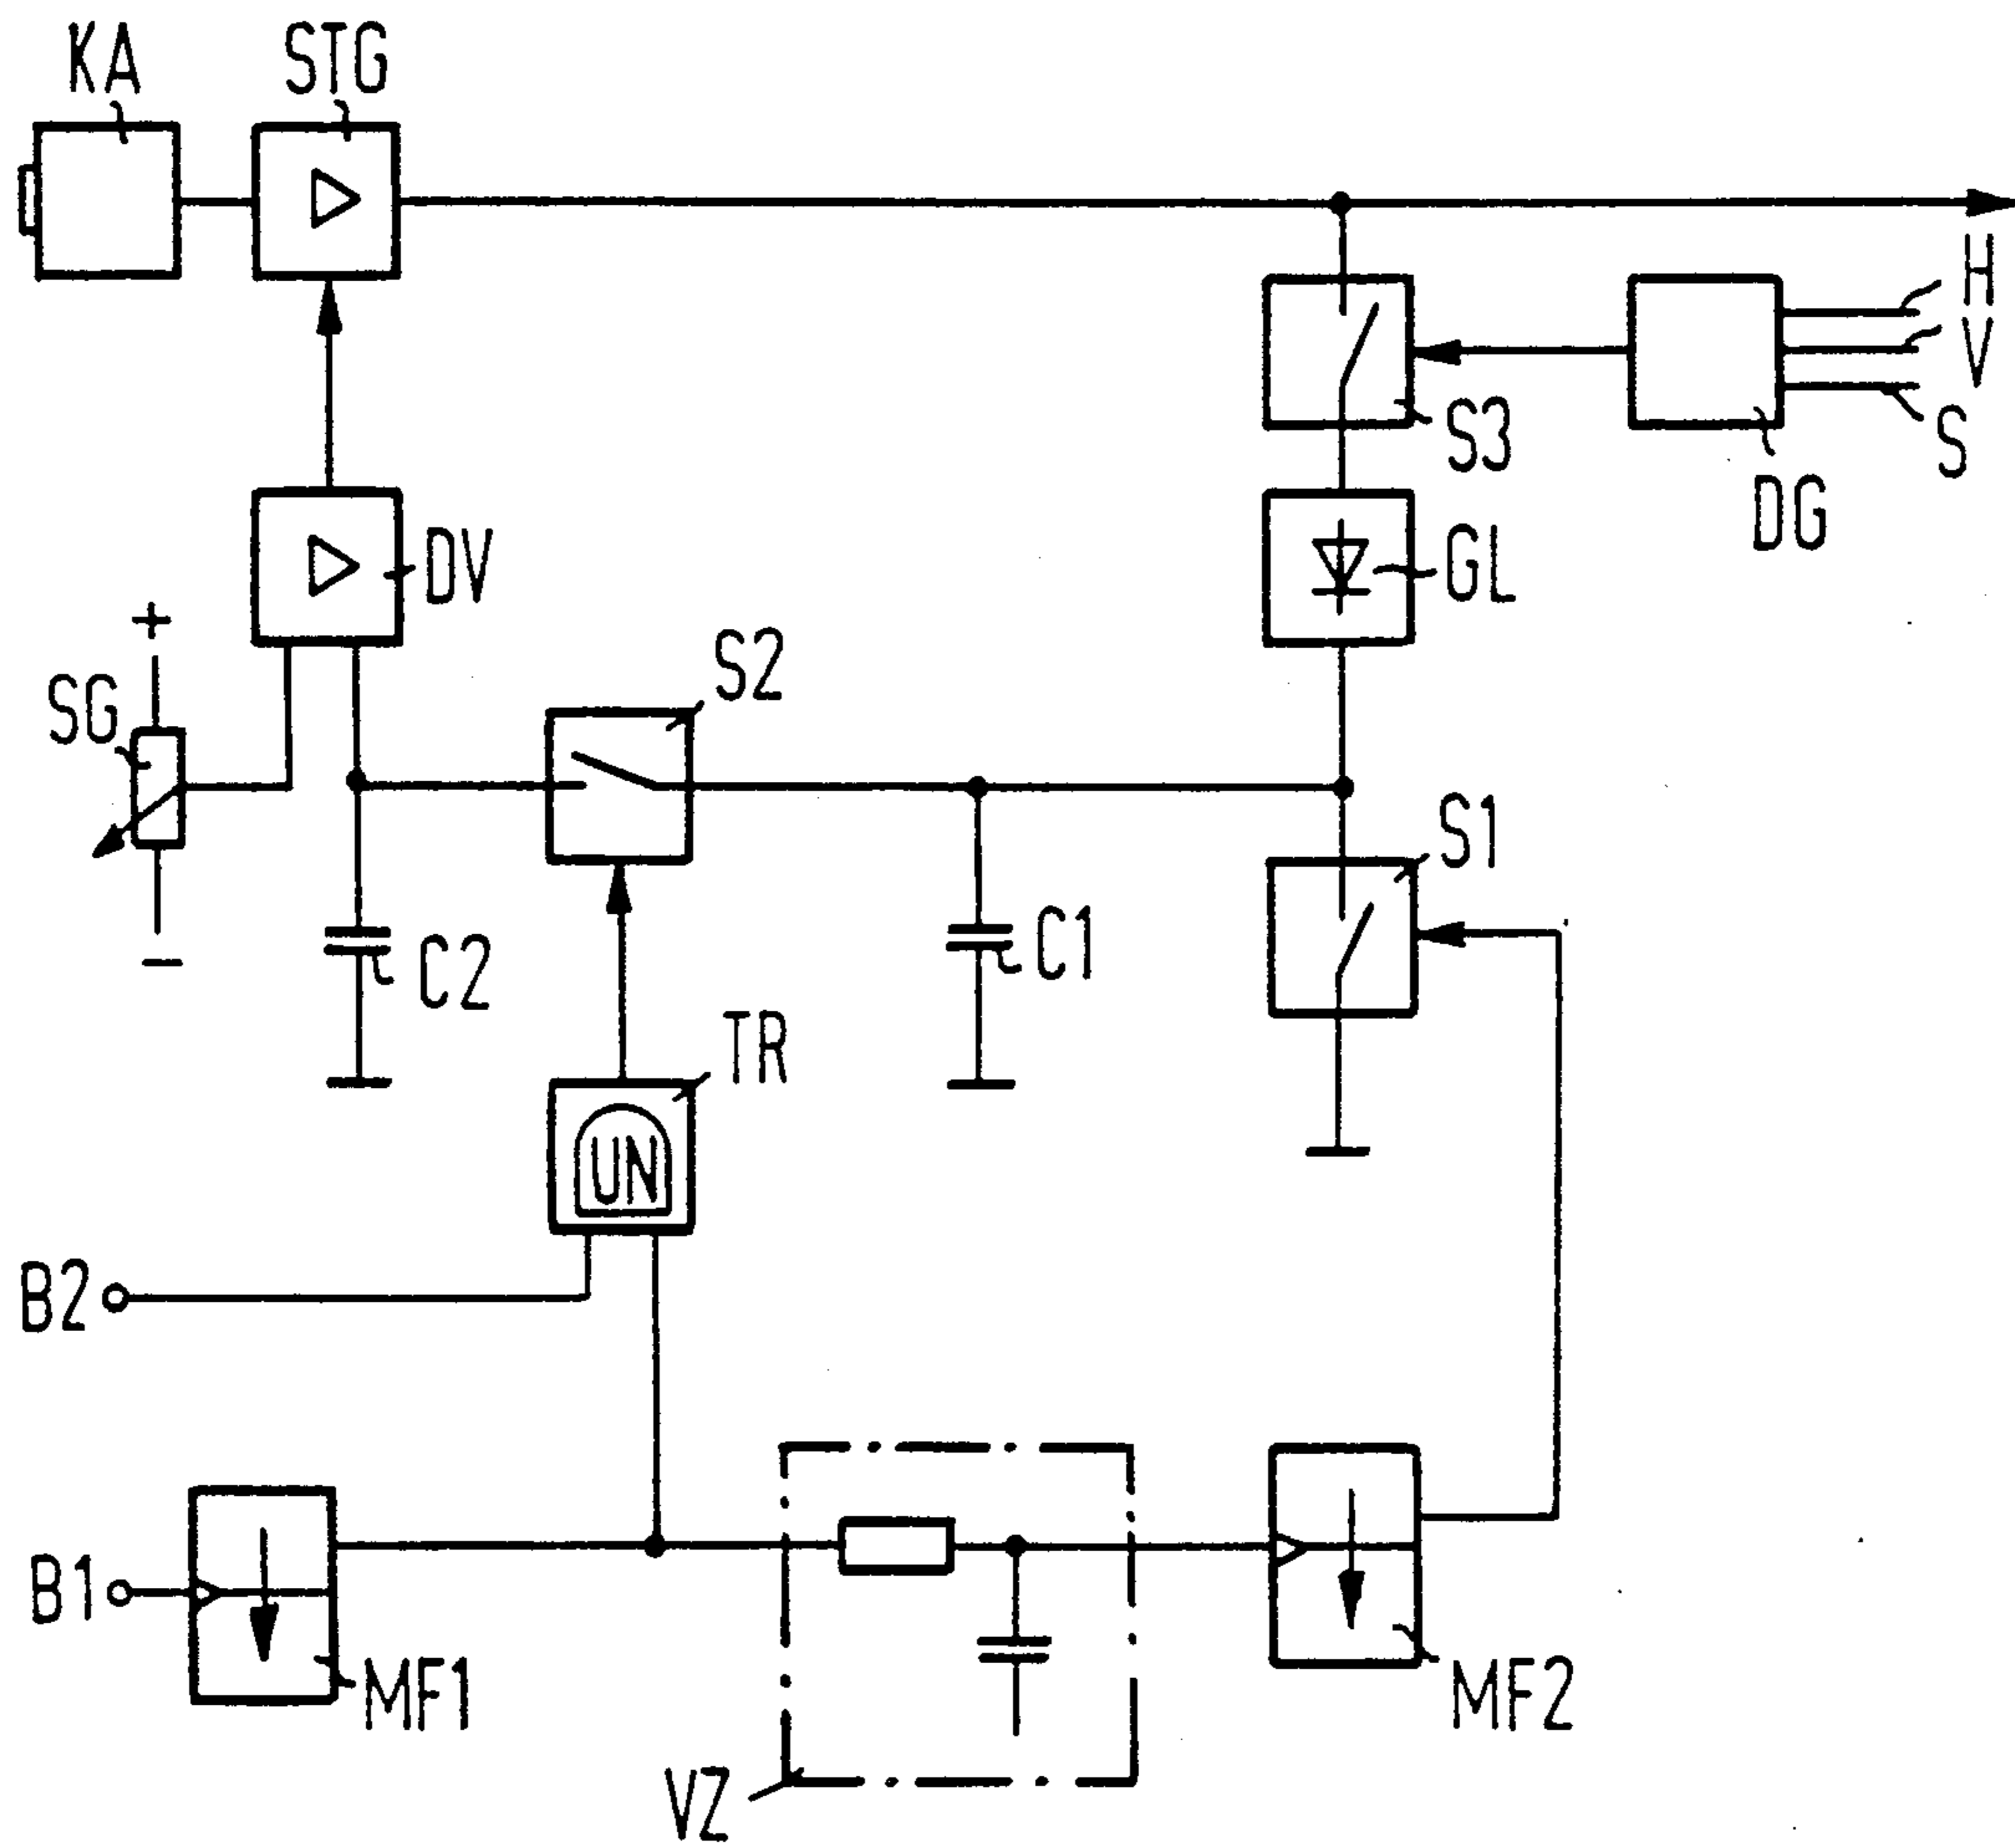 KA
STG
H
V
S
S3
DG
DV
GL
+
SG
S2
S1
C2
C1
−
TR
UN
B2
B1
MF1
MF2
VZ